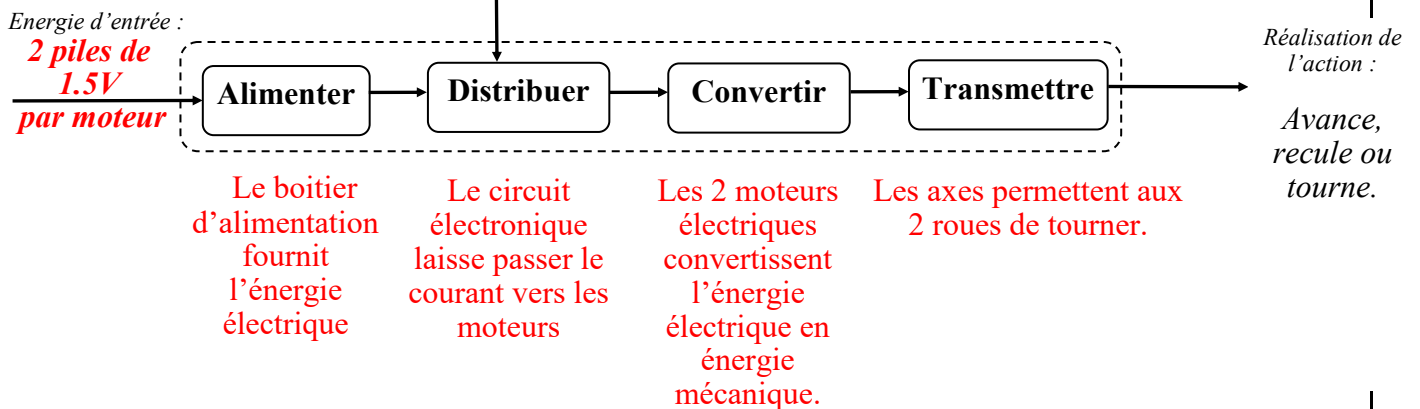 Energie d’entrée :
2 piles de
1.5V
par moteur
Alimenter
Distribuer
Convertir
Transmettre
Réalisation de
l’action :
Avance,
recule ou
tourne.
Le boitier
d’alimentation
fournit
l’énergie
électrique
Le circuit
électronique
laisse passer le
courant vers les
moteurs
Les 2 moteurs
électriques
convertissent
l’énergie
électrique en
énergie
mécanique.
Les axes permettent aux
2 roues de tourner.